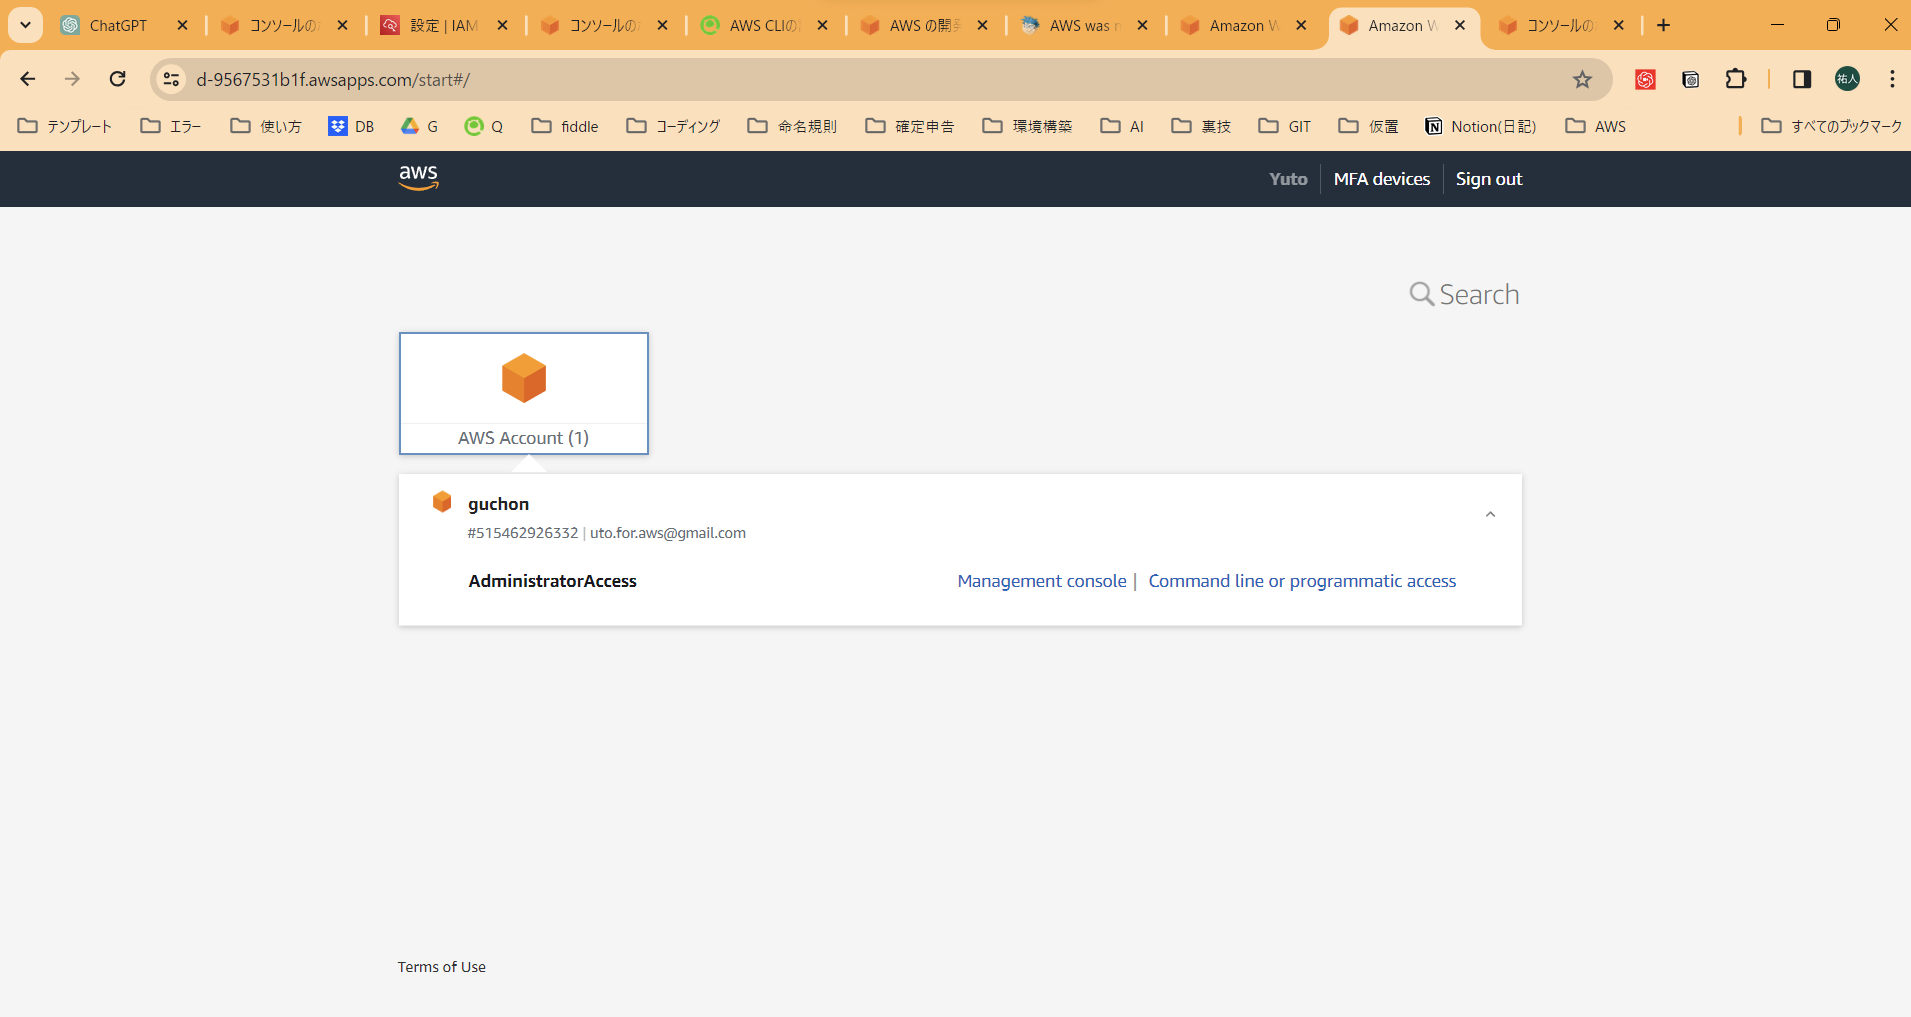 ChatGPT
コンソールの
設定 | IAM
コンソールの
AWS CLIの
AWS の開
AWS was
Amazon W
Amazon W
コンソールの
d-9567531b1f.awsapps.com/start#/
祐人
テンプレート
エラー
使い方
DB
G
Q
fiddle
コーディング
命名規則
確定申告
環境構築
AI
裏技
GIT
仮置
Notion(日記)
AWS
すべてのブックマーク
aws
Yuto
MFA devices
Sign out
Search
AWS Account (1)
guchon
#515462926332 | uto.for.aws@gmail.com
AdministratorAccess
Management console |
Command line or programmatic access
Terms of Use